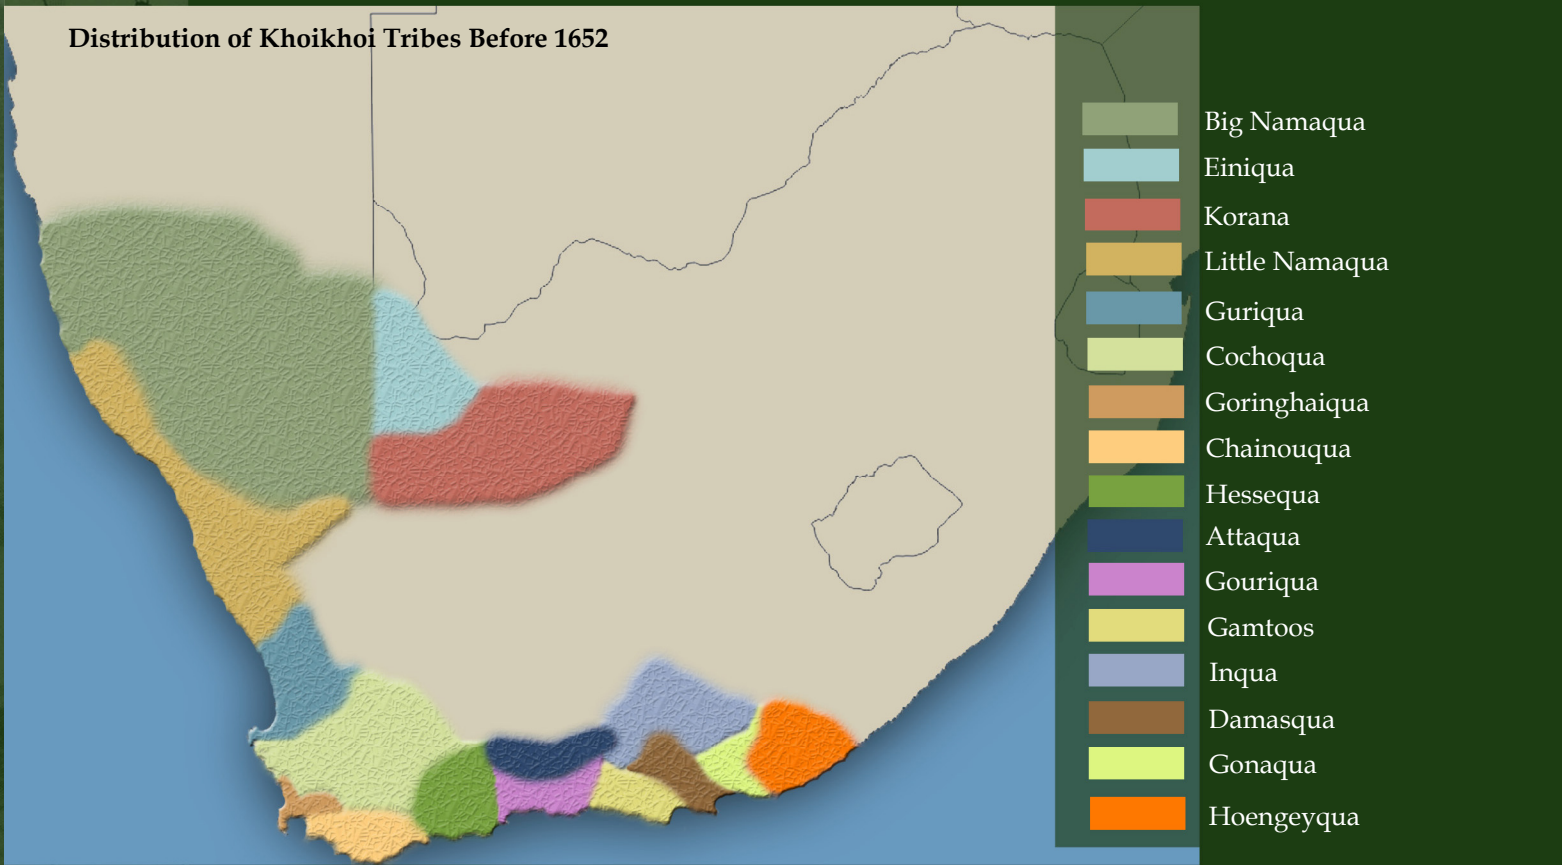 Distribution of Khoikhoi Tribes Before 1652
Big Namaqua
Einiqua
Korana
Little Namaqua
Guriqua
Cochoqua
Goringhaiqua
Chainouqua
Hessequa
Attaqua
Gouriqua
Gamtoos
Inqua
Damasqua
Gonaqua
Hoengeyqua